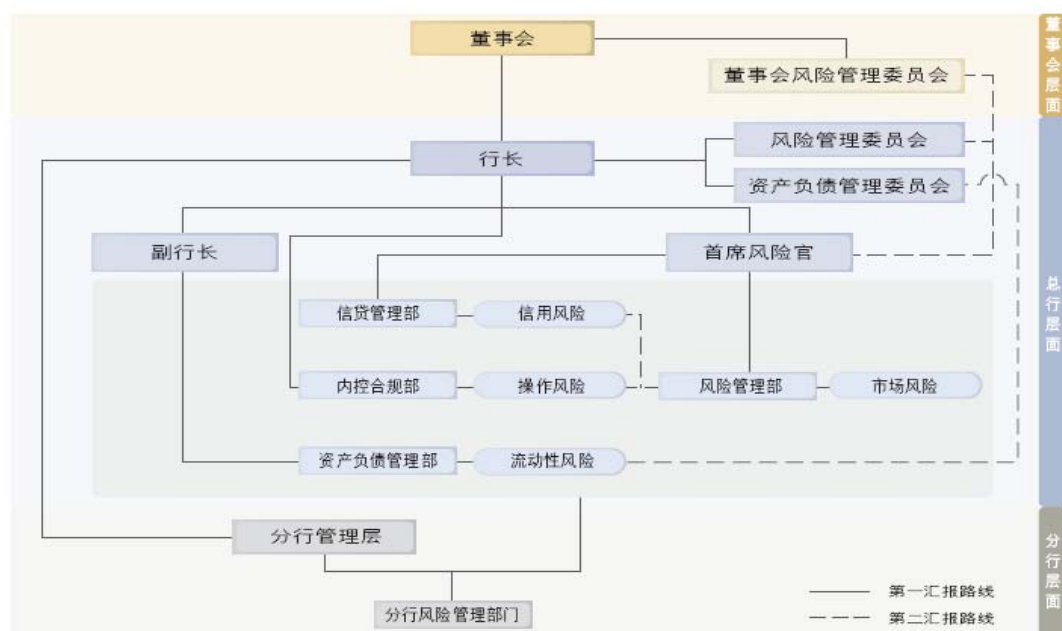 董事会
董事会风险管理委员会
董事会层面
行长
风险管理委员会
资产负债管理委员会
副行长
首席风险官
信贷管理部
信用风险
内控合规部
操作风险
风险管理部
市场风险
资产负债管理部
流动性风险
总行层面
分行管理层
分行风险管理部门
第一汇报路线
第二汇报路线
分行层面